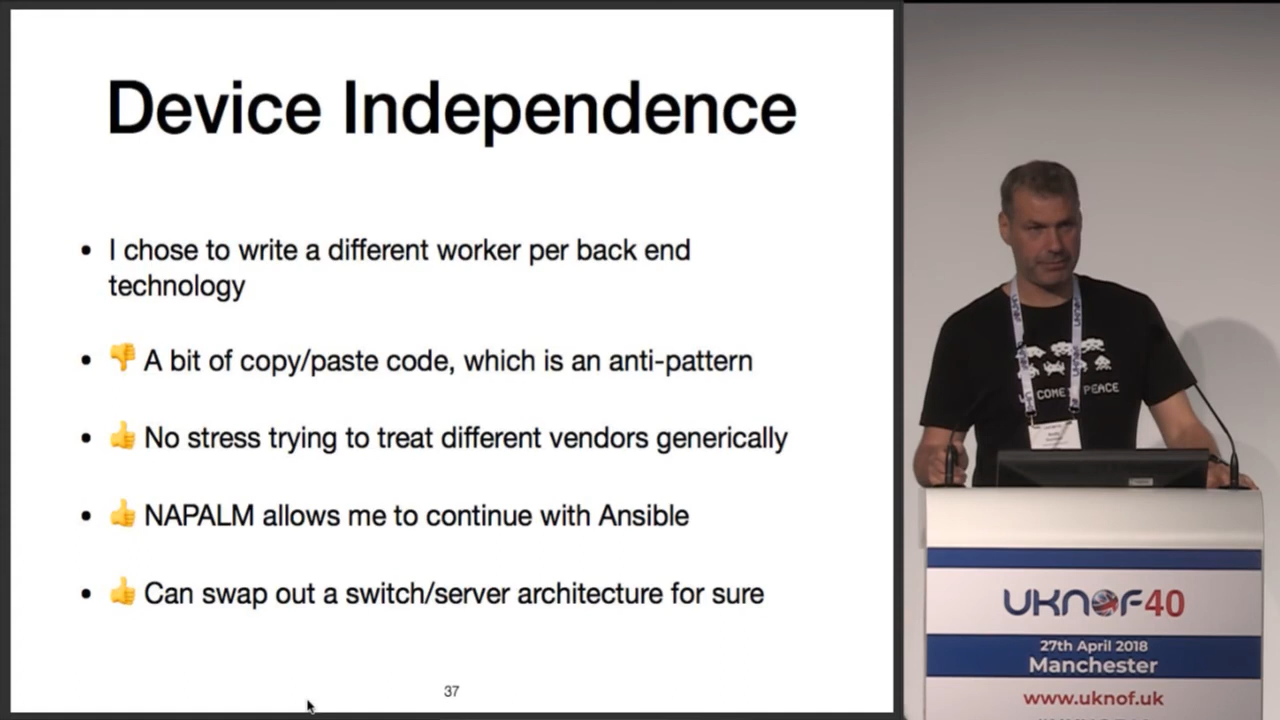 Device Independence
• I chose to write a different worker per back end
technology
• 👎 A bit of copy/paste code, which is an anti-pattern
• 👍 No stress trying to treat different vendors generically
• 👍 NAPALM allows me to continue with Ansible
• 👍 Can swap out a switch/server architecture for sure
37
COME PEACE
UKNOF40
27th April 2018
Manchester
www.uknof.uk